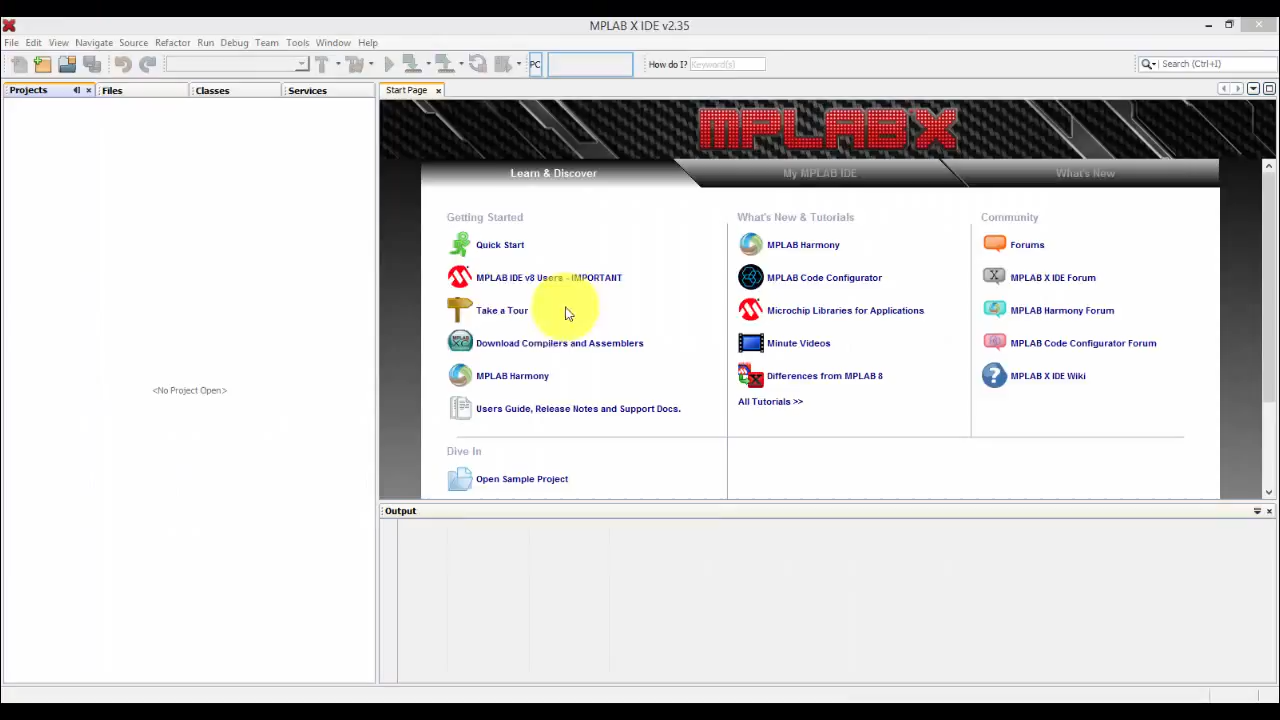 MPLAB X IDE v2.35
File Edit View Navigate Source Refactor Run Debug Team Tools Window Help
PC How do I? Keyword(s) Search (Ctrl+I)
Projects Files Classes Services Start Page
MPLAB X
Learn & Discover My MPLAB IDE What's New
Getting Started What's New & Tutorials Community
Quick Start MPLAB Harmony Forums
MPLAB IDE v8 Users - IMPORTANT MPLAB Code Configurator MPLAB X IDE Forum
Take a Tour Microchip Libraries for Applications MPLAB Harmony Forum
Download Compilers and Assemblers Minute Videos MPLAB Code Configurator Forum
MPLAB Harmony Differences from MPLAB 8 MPLAB X IDE Wiki
<No Project Open>
All Tutorials >>
Users Guide, Release Notes and Support Docs.
Dive In
Open Sample Project
Output